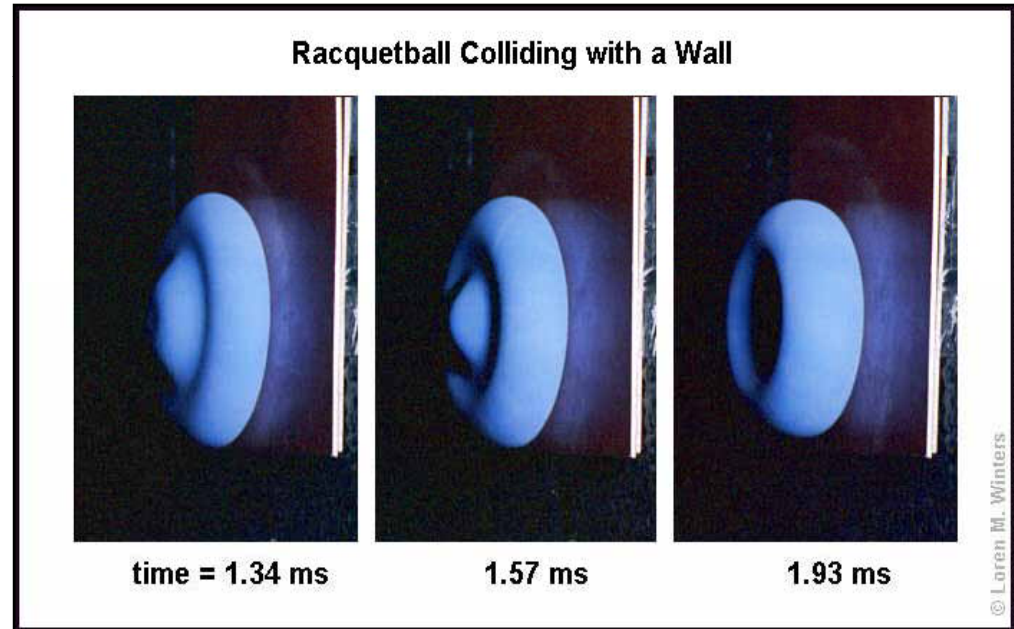 Racquetball Colliding with a Wall
time = 1.34 ms
1.57 ms
1.93 ms
© Loren M. Winters